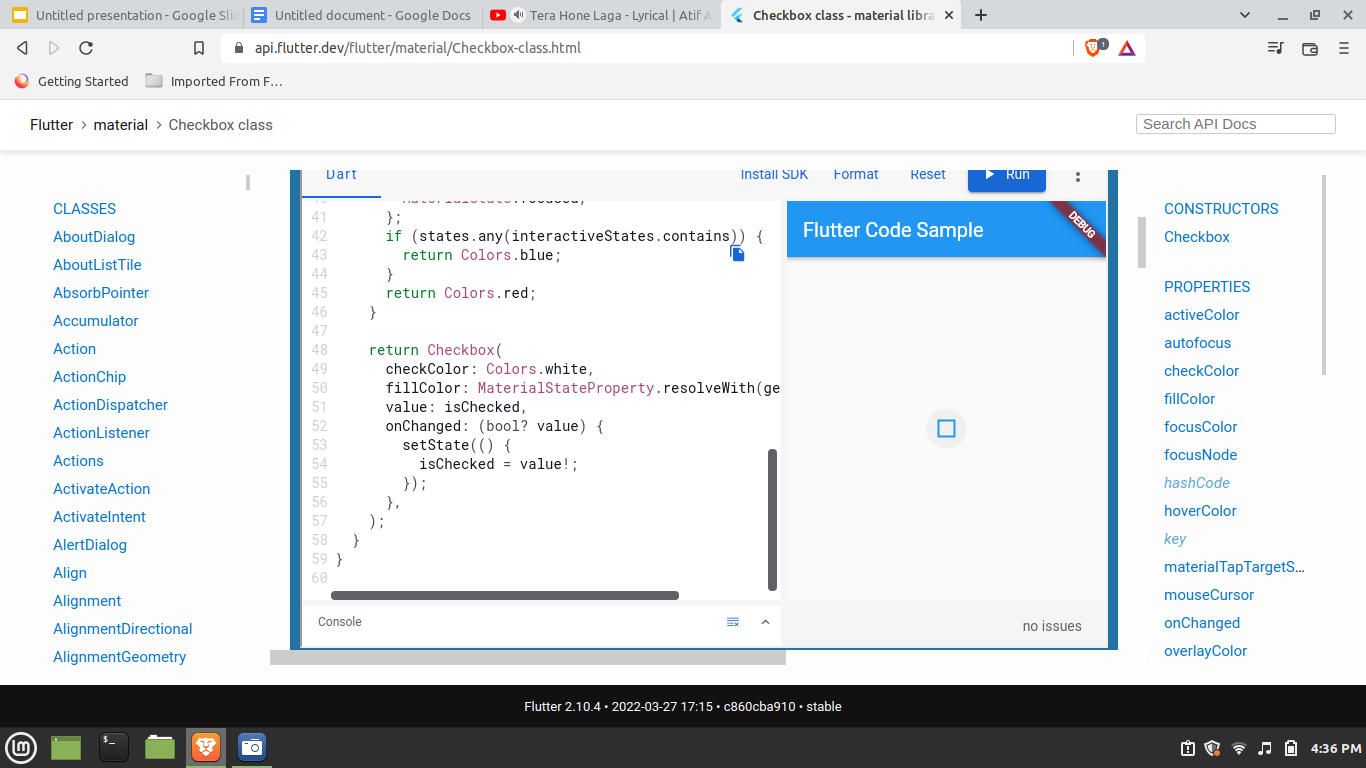 Untitled presentation - Google Slid
Untitled document - Google Docs
Tera Hone Laga - Lyrical | Atif A
Checkbox class - material libra
api.flutter.dev/flutter/material/Checkbox-class.html
1
Getting Started
Imported From F…
Flutter > material > Checkbox class
Search API Docs
CLASSES
AboutDialog
AboutListTile
AbsorbPointer
Accumulator
Action
ActionChip
ActionDispatcher
ActionListener
Actions
ActivateAction
ActivateIntent
AlertDialog
Align
Alignment
AlignmentDirectional
AlignmentGeometry
Dart
Install SDK
Format
Reset
Run
40 MaterialState.focused,
41 };
42 if (states.any(interactiveStates.contains)) {
43 return Colors.blue;
44 }
45 return Colors.red;
46 }
47
48 return Checkbox(
49 checkColor: Colors.white,
50 fillColor: MaterialStateProperty.resolveWith(ge
51 value: isChecked,
52 onChanged: (bool? value) {
53 setState(() {
54 isChecked = value!;
55 });
56 },
57 );
58 }
59 }
60
Console
Flutter Code Sample
DEBUG
no issues
CONSTRUCTORS
Checkbox
PROPERTIES
activeColor
autofocus
checkColor
fillColor
focusColor
focusNode
hashCode
hoverColor
key
materialTapTargetS…
mouseCursor
onChanged
overlayColor
Flutter 2.10.4 • 2022-03-27 17:15 • c860cba910 • stable
4:36 PM